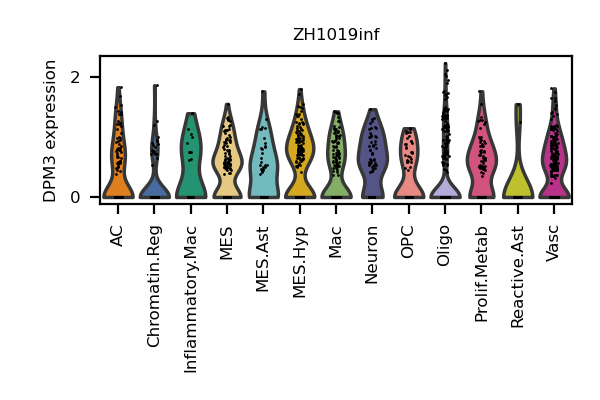 ZH1019inf
DPM3 expression
2
0
AC
Chromatin.Reg
Inflammatory.Mac
MES
MES.Ast
MES.Hyp
Mac
Neuron
OPC
Oligo
Prolif.Metab
Reactive.Ast
Vasc